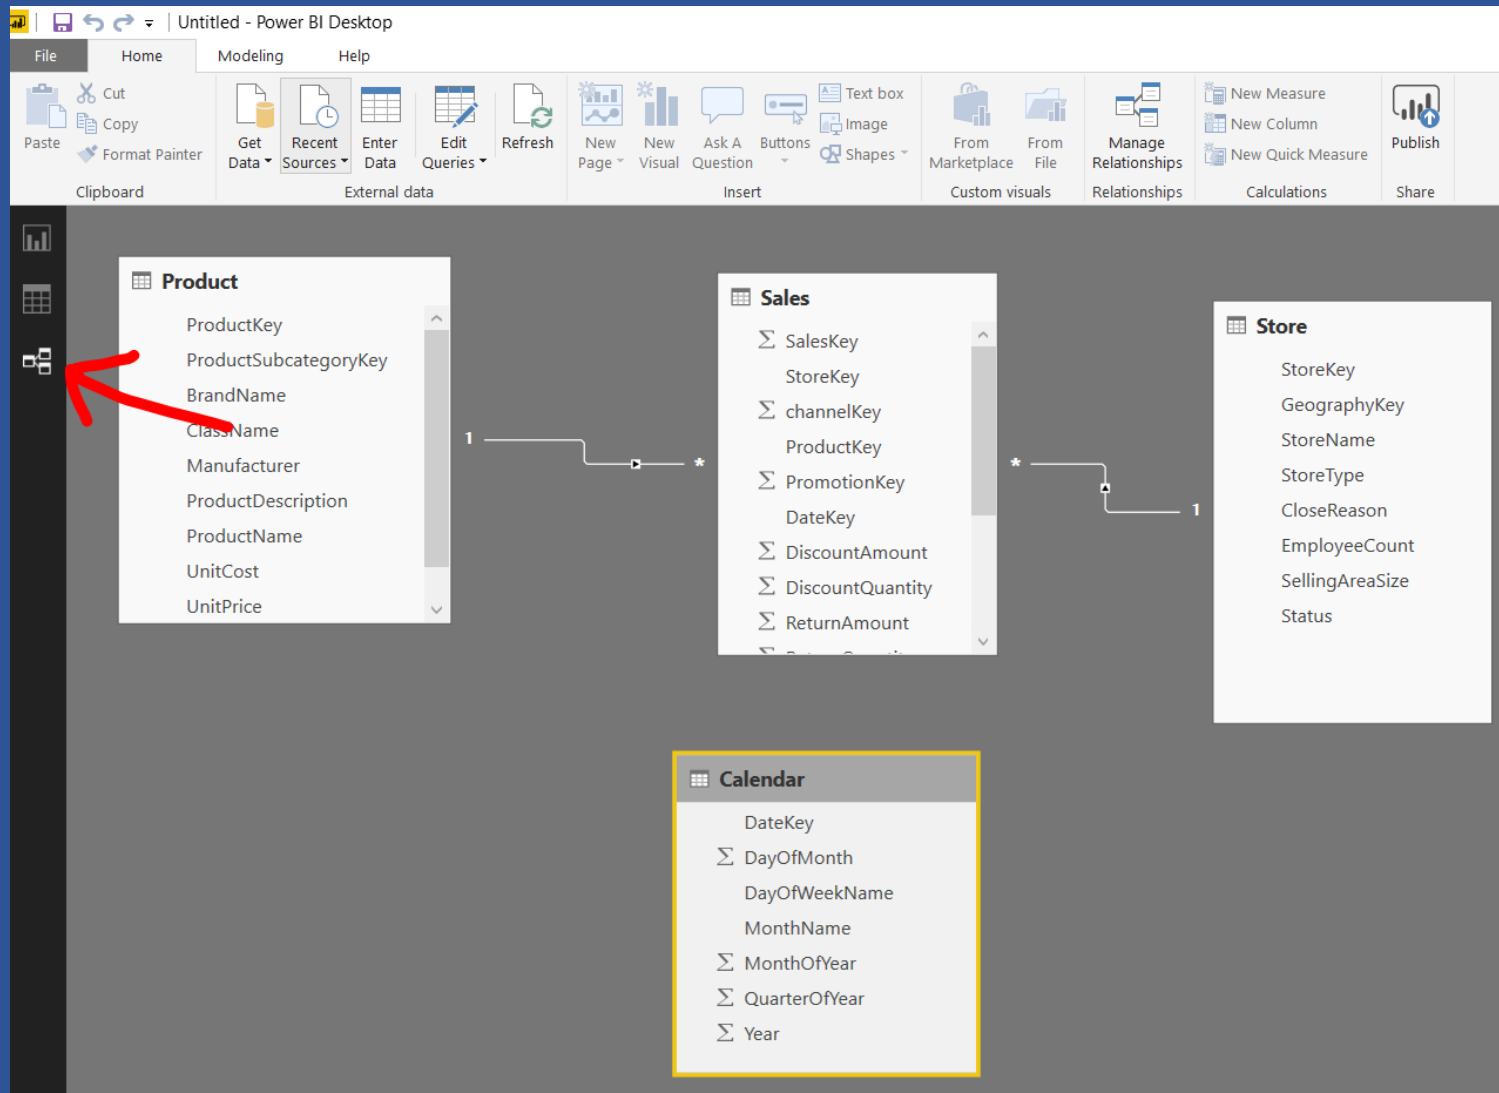 Untitled - Power BI Desktop
File Home Modeling Help
Paste
Cut
Copy
Format Painter
Clipboard
Get Data
Recent Sources
Enter Data
Edit Queries
Refresh
External data
New Page
New Visual
Ask A Question
Buttons
Text box
Image
Shapes
Insert
From Marketplace
From File
Custom visuals
Manage Relationships
Relationships
New Measure
New Column
New Quick Measure
Calculations
Publish
Share
Product
ProductKey
ProductSubcategoryKey
BrandName
ClassName
Manufacturer
ProductDescription
ProductName
UnitCost
UnitPrice
1
*
Sales
Σ SalesKey
StoreKey
Σ channelKey
ProductKey
Σ PromotionKey
DateKey
Σ DiscountAmount
Σ DiscountQuantity
Σ ReturnAmount
*
1
Store
StoreKey
GeographyKey
StoreName
StoreType
CloseReason
EmployeeCount
SellingAreaSize
Status
Calendar
DateKey
Σ DayOfMonth
DayOfWeekName
MonthName
Σ MonthOfYear
Σ QuarterOfYear
Σ Year